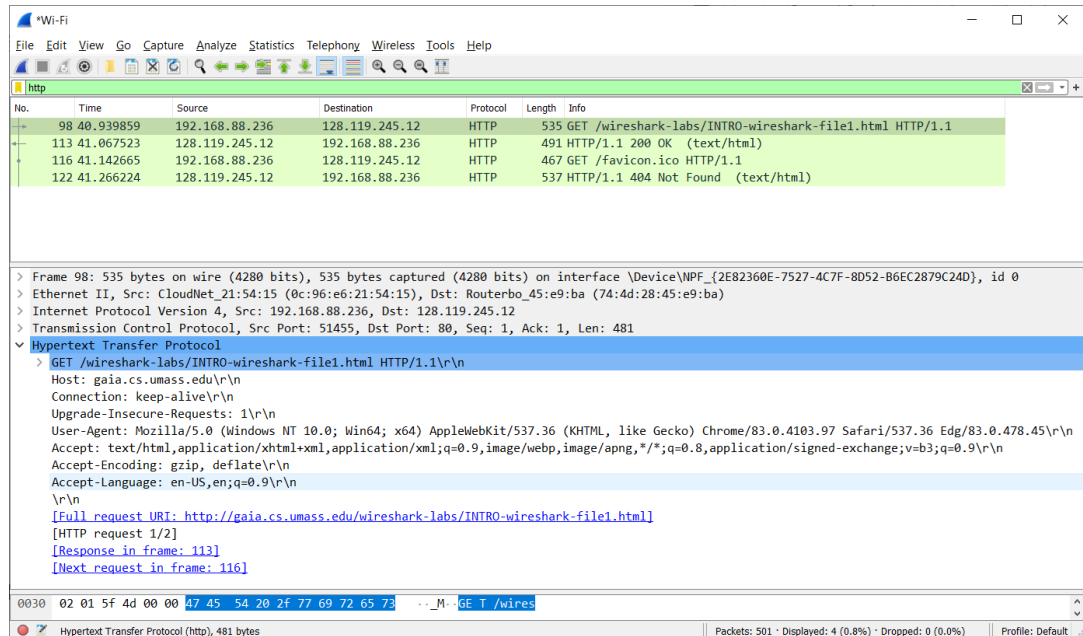 *Wi-Fi
File Edit View Go Capture Analyze Statistics Telephony Wireless Tools Help
http
No. Time Source Destination Protocol Length Info
98 40.939859 192.168.88.236 128.119.245.12 HTTP 535 GET /wireshark-labs/INTRO-wireshark-file1.html HTTP/1.1
113 41.067523 128.119.245.12 192.168.88.236 HTTP 491 HTTP/1.1 200 OK (text/html)
116 41.142665 192.168.88.236 128.119.245.12 HTTP 467 GET /favicon.ico HTTP/1.1
122 41.266224 128.119.245.12 192.168.88.236 HTTP 537 HTTP/1.1 404 Not Found (text/html)
Frame 98: 535 bytes on wire (4280 bits), 535 bytes captured (4280 bits) on interface \Device\NPF_{2E82360E-7527-4C7F-8D52-B6EC2879C24D}, id 0
Ethernet II, Src: CloudNet_21:54:15 (0c:96:e6:21:54:15), Dst: Routerbo_45:e9:ba (74:4d:28:45:e9:ba)
Internet Protocol Version 4, Src: 192.168.88.236, Dst: 128.119.245.12
Transmission Control Protocol, Src Port: 51455, Dst Port: 80, Seq: 1, Ack: 1, Len: 481
Hypertext Transfer Protocol
GET /wireshark-labs/INTRO-wireshark-file1.html HTTP/1.1\r\n
Host: gaia.cs.umass.edu\r\n
Connection: keep-alive\r\n
Upgrade-Insecure-Requests: 1\r\n
User-Agent: Mozilla/5.0 (Windows NT 10.0; Win64; x64) AppleWebKit/537.36 (KHTML, like Gecko) Chrome/83.0.4103.97 Safari/537.36 Edg/83.0.478.45\r\n
Accept: text/html,application/xhtml+xml,application/xml;q=0.9,image/webp,image/apng,*/*;q=0.8,application/signed-exchange;v=b3;q=0.9\r\n
Accept-Encoding: gzip, deflate\r\n
Accept-Language: en-US,en;q=0.9\r\n
\r\n
[Full request URI: http://gaia.cs.umass.edu/wireshark-labs/INTRO-wireshark-file1.html]
[HTTP request 1/2]
[Response in frame: 113]
[Next request in frame: 116]
0030 02 01 5f 4d 00 00 47 45 54 20 2f 77 69 72 65 73 ··_M··GE T /wires
Hypertext Transfer Protocol (http), 481 bytes Packets: 501 · Displayed: 4 (0.8%) · Dropped: 0 (0.0%) Profile: Default